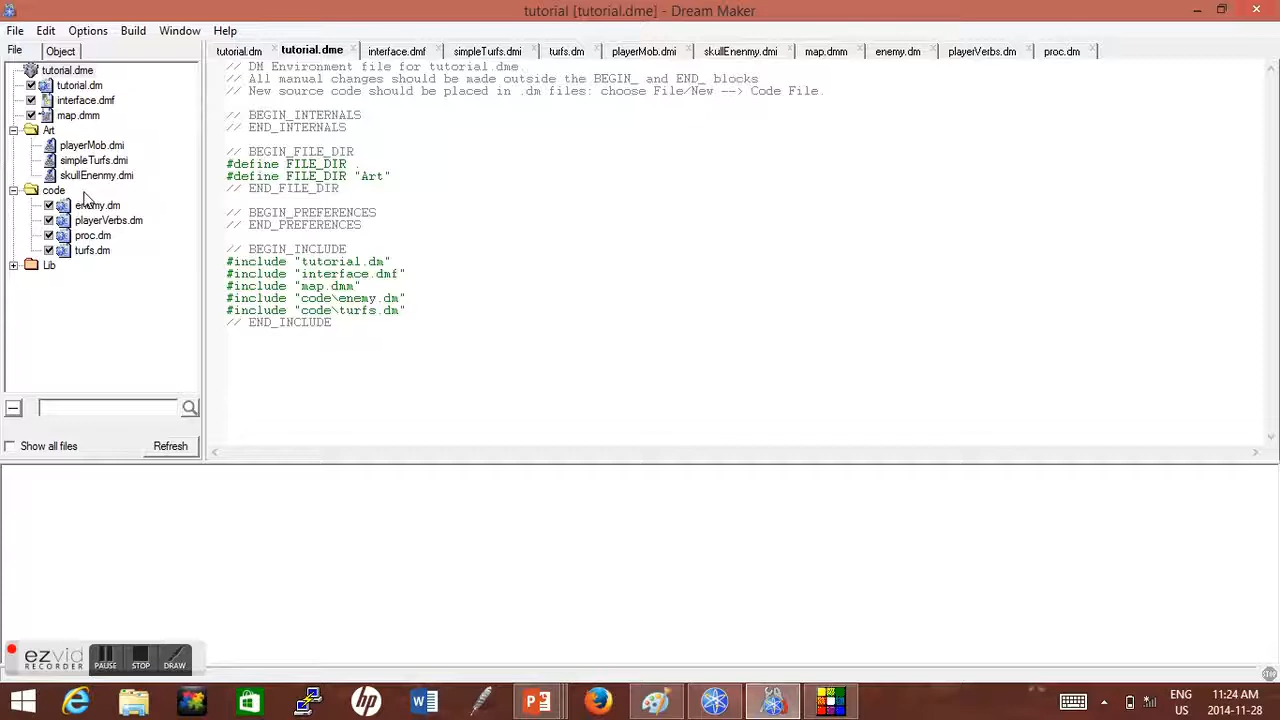 tutorial [tutorial.dme] - Dream Maker
File Edit Options Build Window Help
File Object
tutorial.dm tutorial.dme interface.dmf simpleTurfs.dmi turfs.dm playerMob.dmi skullEnenmy.dmi map.dmm enemy.dm playerVerbs.dm proc.dm
tutorial.dme
tutorial.dm
interface.dmf
map.dmm
Art
playerMob.dmi
simpleTurfs.dmi
skullEnenmy.dmi
code
enemy.dm
playerVerbs.dm
proc.dm
turfs.dm
Lib
Show all files
Refresh
// DM Environment file for tutorial.dme.
// All manual changes should be made outside the BEGIN_ and END_ blocks.
// New source code should be placed in .dm files: choose File/New --> Code File.
// BEGIN_INTERNALS
// END_INTERNALS
// BEGIN_FILE_DIR
#define FILE_DIR .
#define FILE_DIR "Art"
// END_FILE_DIR
// BEGIN_PREFERENCES
// END_PREFERENCES
// BEGIN_INCLUDE
#include "tutorial.dm"
#include "interface.dmf"
#include "map.dmm"
#include "code\enemy.dm"
#include "code\turfs.dm"
// END_INCLUDE
ezvid
RECORDER
PAUSE STOP DRAW
hp
ENG
US
11:24 AM
2014-11-28